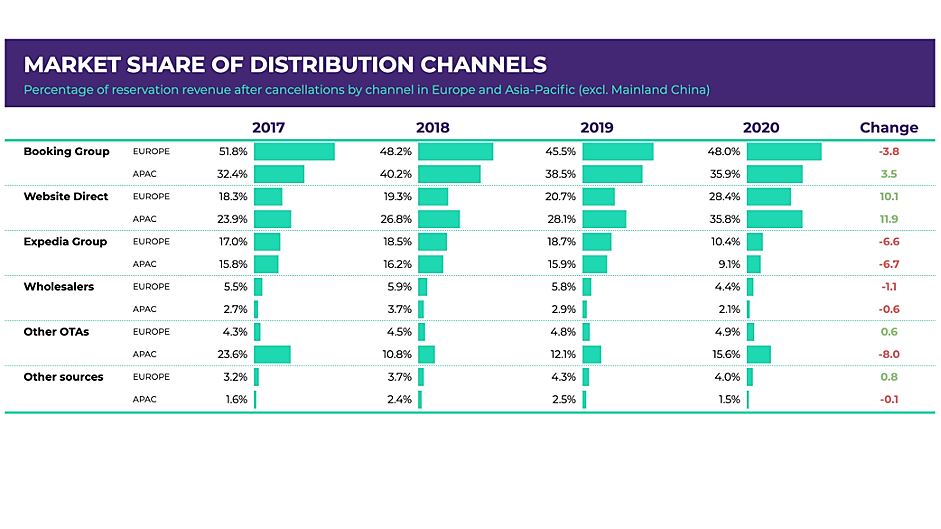 MARKET SHARE OF DISTRIBUTION CHANNELS
Percentage of reservation revenue after cancellations by channel in Europe and Asia-Pacific (excl. Mainland China)
2017 2018 2019 2020 Change
Booking Group EUROPE 51.8% 48.2% 45.5% 48.0% -3.8
APAC 32.4% 40.2% 38.5% 35.9% 3.5
Website Direct EUROPE 18.3% 19.3% 20.7% 28.4% 10.1
APAC 23.9% 26.8% 28.1% 35.8% 11.9
Expedia Group EUROPE 17.0% 18.5% 18.7% 10.4% -6.6
APAC 15.8% 16.2% 15.9% 9.1% -6.7
Wholesalers EUROPE 5.5% 5.9% 5.8% 4.4% -1.1
APAC 2.7% 3.7% 2.9% 2.1% -0.6
Other OTAs EUROPE 4.3% 4.5% 4.8% 4.9% 0.6
APAC 23.6% 10.8% 12.1% 15.6% -8.0
Other sources EUROPE 3.2% 3.7% 4.3% 4.0% 0.8
APAC 1.6% 2.4% 2.5% 1.5% -0.1